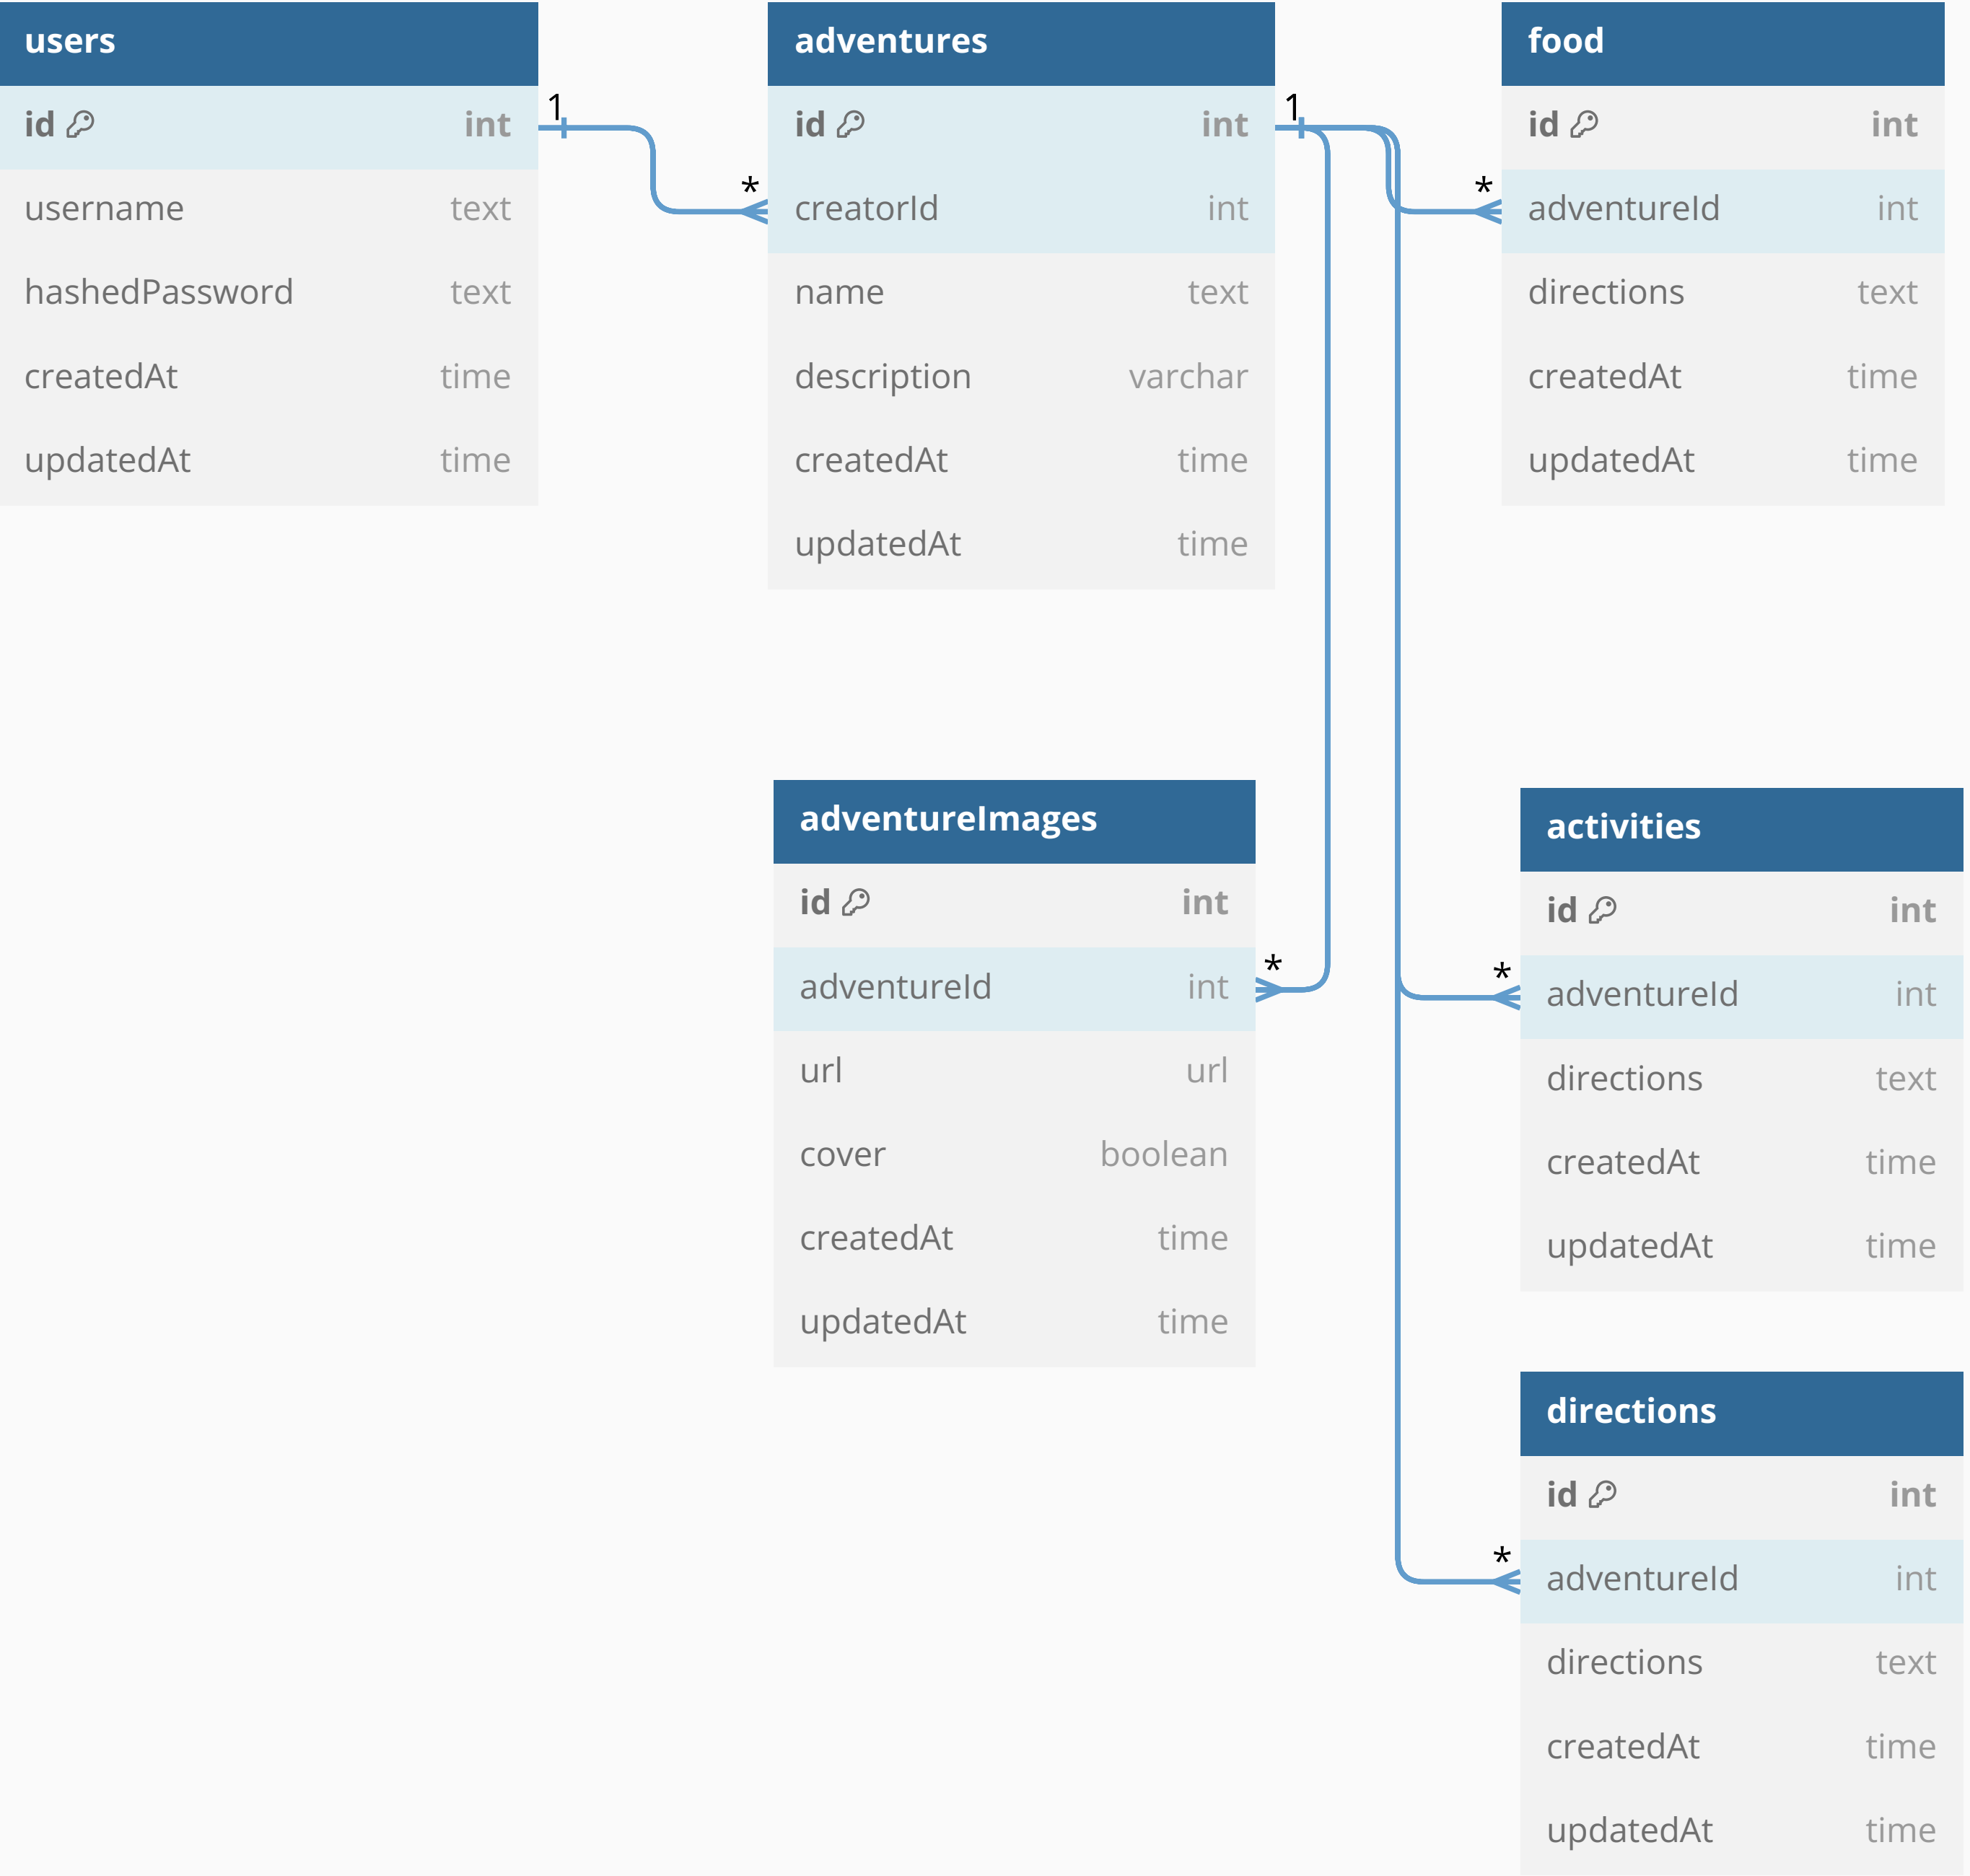 users
id int
username text
hashedPassword text
createdAt time
updatedAt time
1
*
adventures
id int
creatorId int
name text
description varchar
createdAt time
updatedAt time
1
*
food
id int
adventureId int
directions text
createdAt time
updatedAt time
adventureImages
id int
adventureId int
url url
cover boolean
createdAt time
updatedAt time
*
*
activities
id int
adventureId int
directions text
createdAt time
updatedAt time
*
directions
id int
adventureId int
directions text
createdAt time
updatedAt time